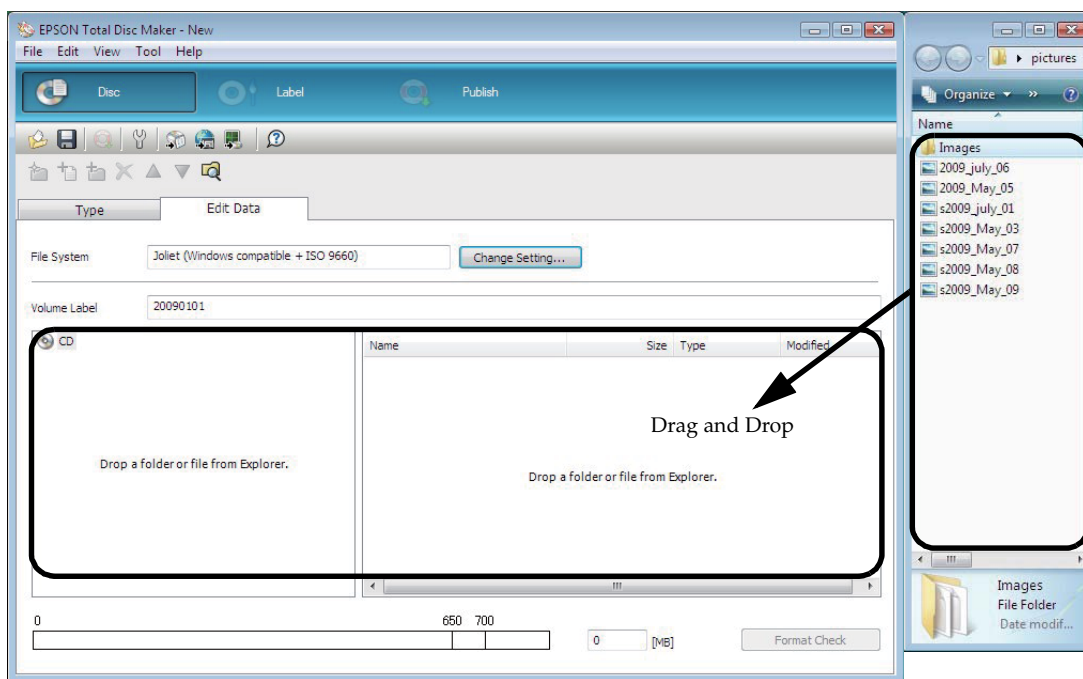 EPSON Total Disc Maker - New
File Edit View Tool Help
Disc Label Publish
Type Edit Data
File System Joliet (Windows compatible + ISO 9660) Change Setting...
Volume Label 20090101
CD
Name Size Type Modified
Drop a folder or file from Explorer.
Drop a folder or file from Explorer.
Drag and Drop
0 650 700
0 [MB] Format Check
pictures
Organize »
Name
Images
2009_july_06
2009_May_05
s2009_july_01
s2009_May_03
s2009_May_07
s2009_May_08
s2009_May_09
Images
File Folder
Date modif...